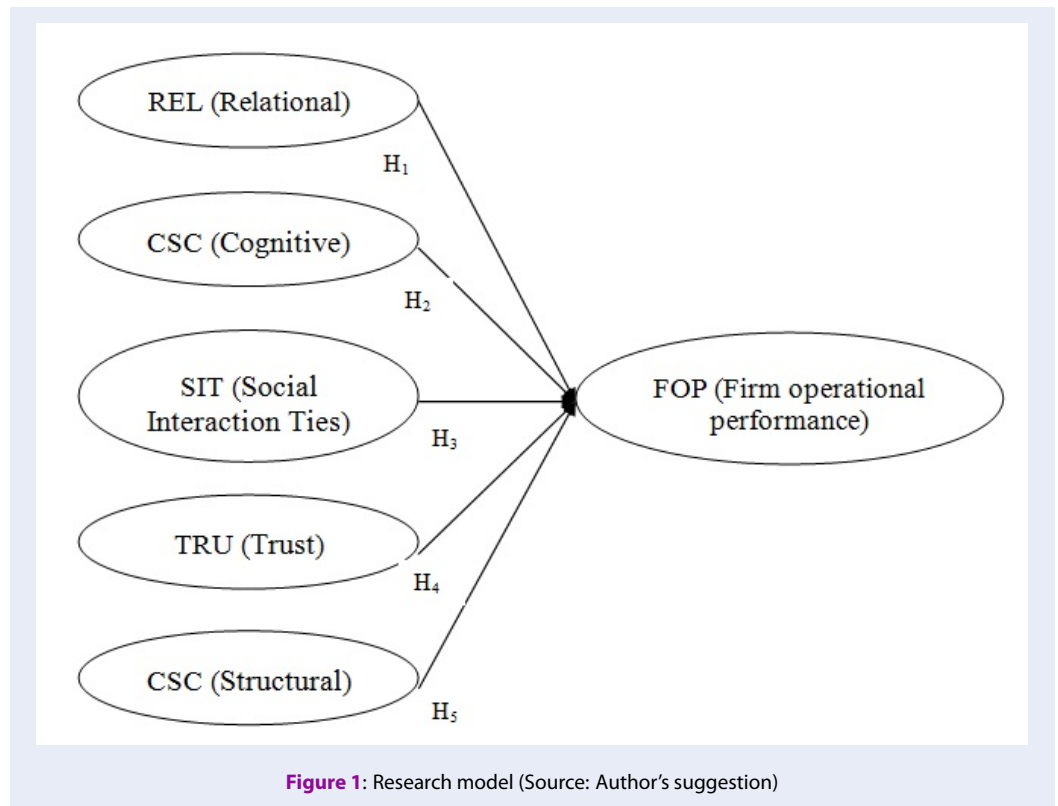 REL (Relational)
H₁
CSC (Cognitive)
H₂
SIT (Social
Interaction Ties)
H₃
FOP (Firm operational
performance)
TRU (Trust)
H₄
CSC (Structural)
H₅
Figure 1: Research model (Source: Author's suggestion)